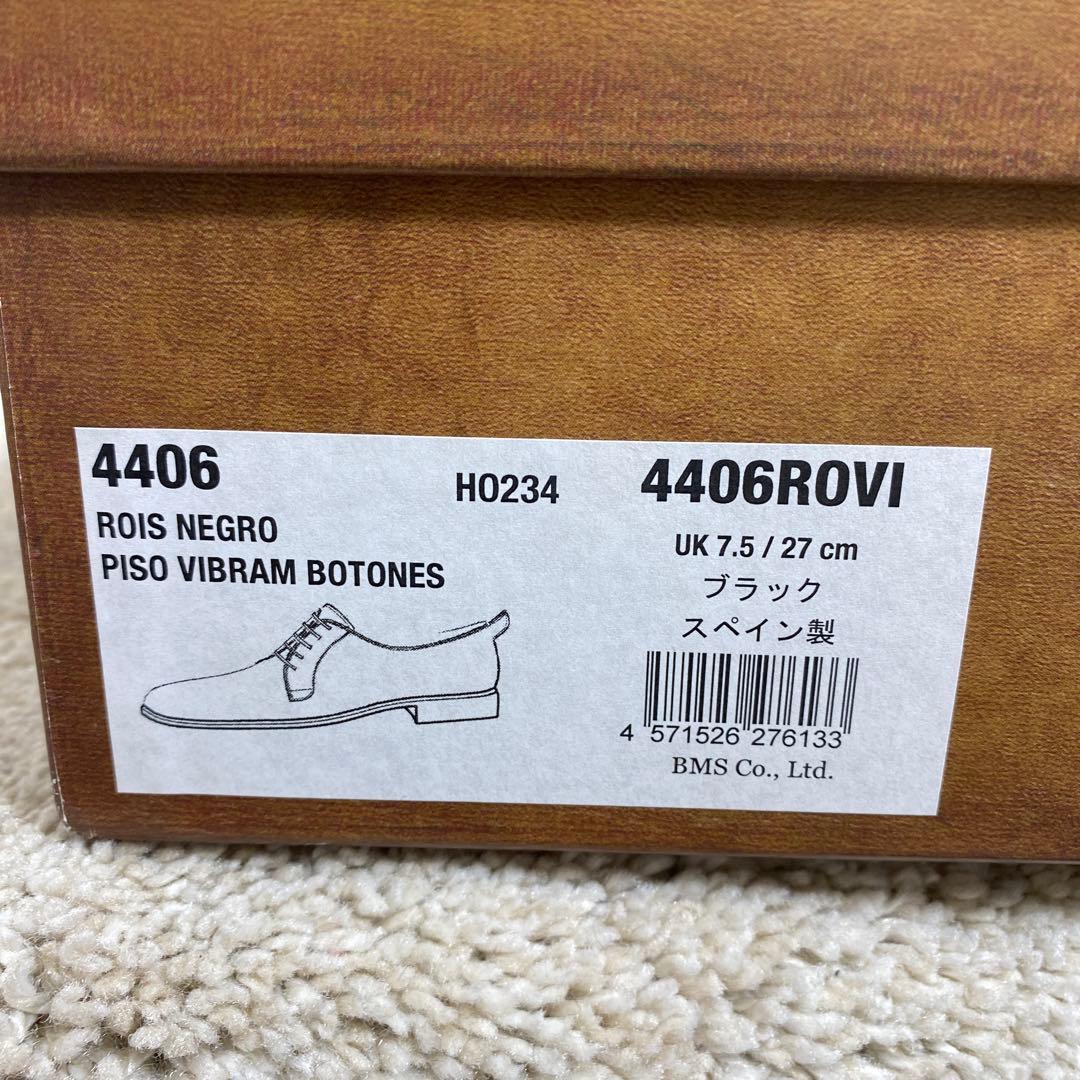 4406
HO234
ROIS NEGRO
PISO VIBRAM BOTONES
4406ROVI
UK 7.5 / 27 cm
ブラック
スペイン製
4 571526 276133
BMS Co., Ltd.